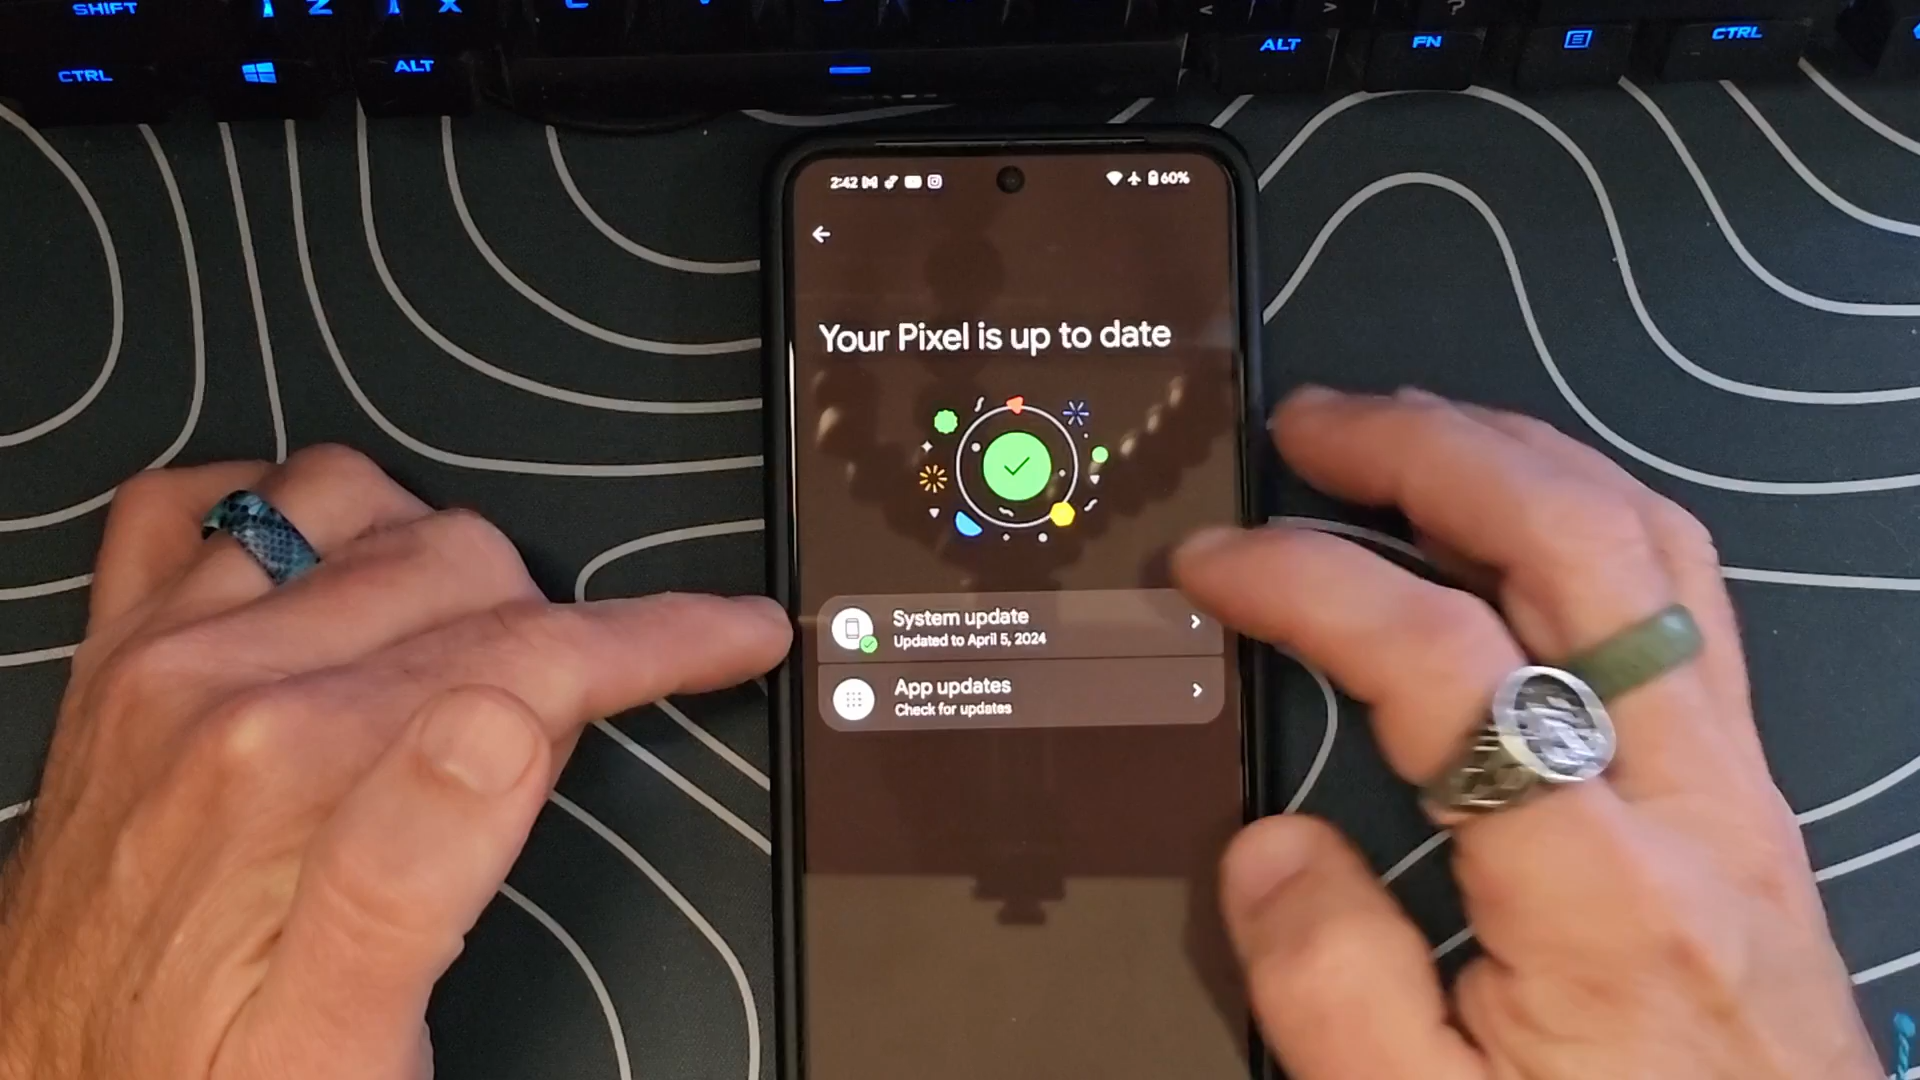 SHIFT Z X < > ?
CTRL ALT ALT FN CTRL
2:42 60%
Your Pixel is up to date
System update
Updated to April 5, 2024
App updates
Check for updates